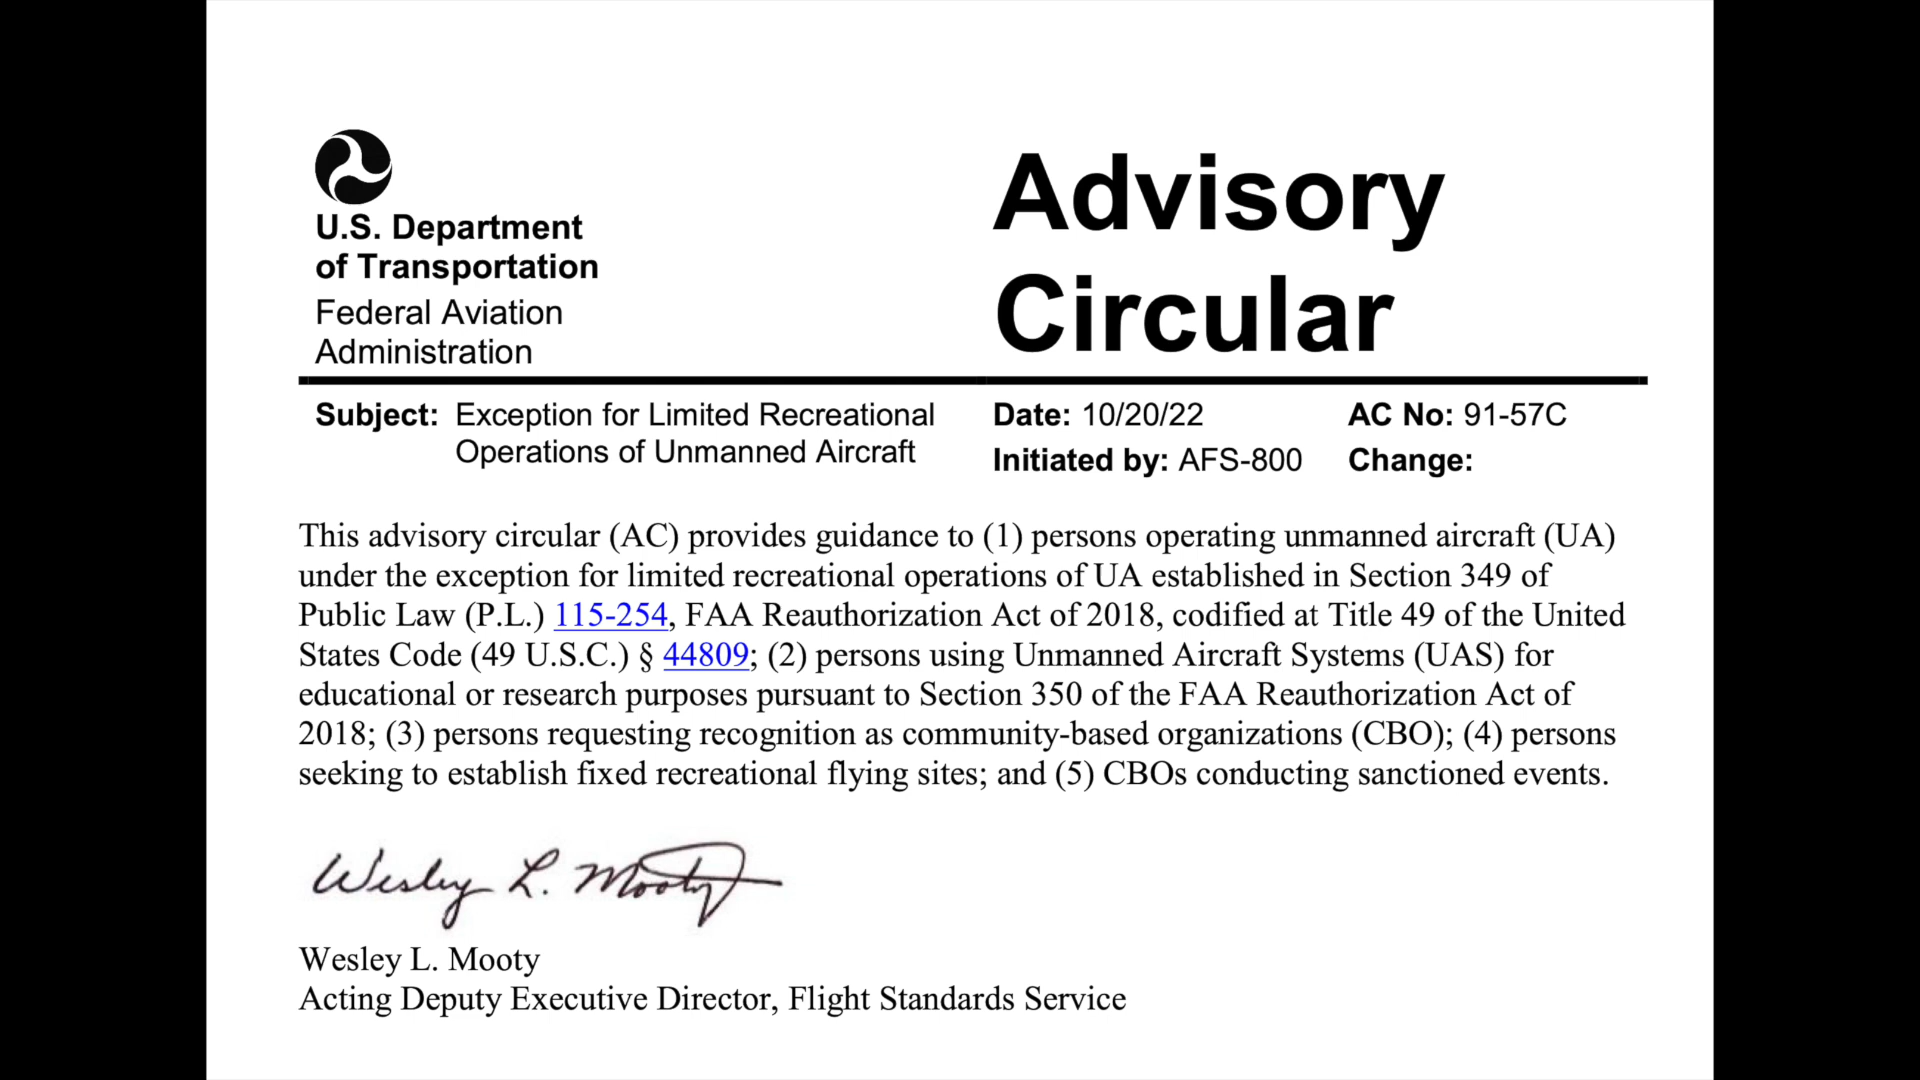 U.S. Department
of Transportation
Federal Aviation
Administration
Advisory
Circular
Subject: Exception for Limited Recreational
Operations of Unmanned Aircraft
Date: 10/20/22
Initiated by: AFS-800
AC No: 91-57C
Change:
This advisory circular (AC) provides guidance to (1) persons operating unmanned aircraft (UA)
under the exception for limited recreational operations of UA established in Section 349 of
Public Law (P.L.) 115-254, FAA Reauthorization Act of 2018, codified at Title 49 of the United
States Code (49 U.S.C.) § 44809; (2) persons using Unmanned Aircraft Systems (UAS) for
educational or research purposes pursuant to Section 350 of the FAA Reauthorization Act of
2018; (3) persons requesting recognition as community-based organizations (CBO); (4) persons
seeking to establish fixed recreational flying sites; and (5) CBOs conducting sanctioned events.
Wesley L. Mooty
Wesley L. Mooty
Acting Deputy Executive Director, Flight Standards Service